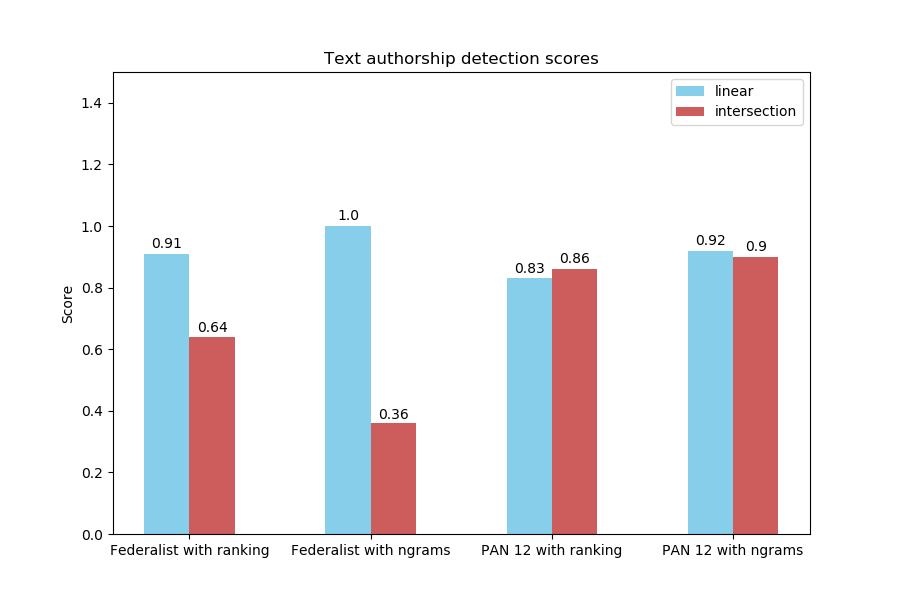 Text authorship detection scores
linear
intersection
1.4
1.2
1.0
0.8
0.6
0.4
0.2
0.0
Score
0.91
0.64
1.0
0.36
0.83
0.86
0.92
0.9
Federalist with ranking
Federalist with ngrams
PAN 12 with ranking
PAN 12 with ngrams